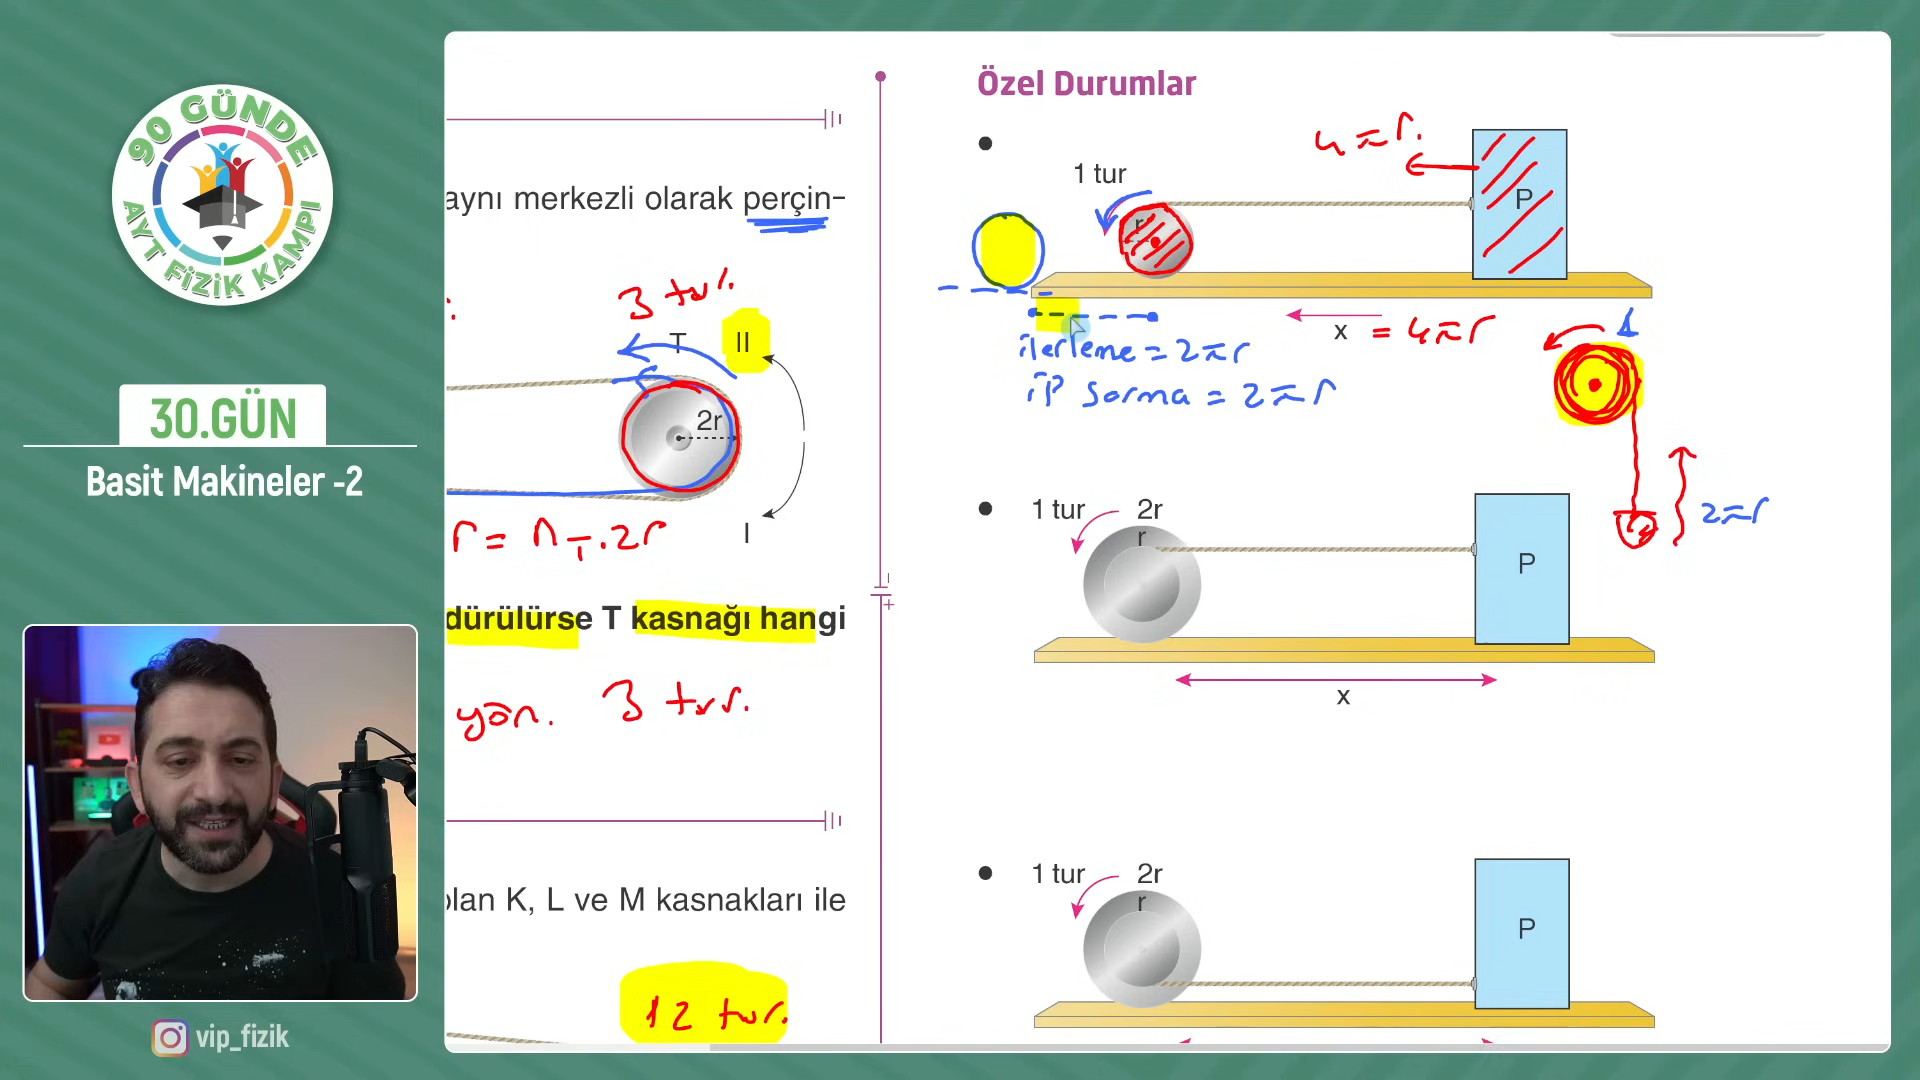 90 GÜNDE
AYT FİZİK KAMPI
30.GÜN
Basit Makineler -2
vip_fizik
aynı merkezli olarak perçin-
3 tur.
T
II
2r
I
r = n_T . 2r
dürülürse T kasnağı hangi
yön. 3 tur.
olan K, L ve M kasnakları ile
12 tur.
Özel Durumlar
4πr.
1 tur
r
P
x = 4πr
ilerleme = 2πr
ip sarma = 2πr
1
2πr
1 tur
2r
r
P
x
1 tur
2r
r
P